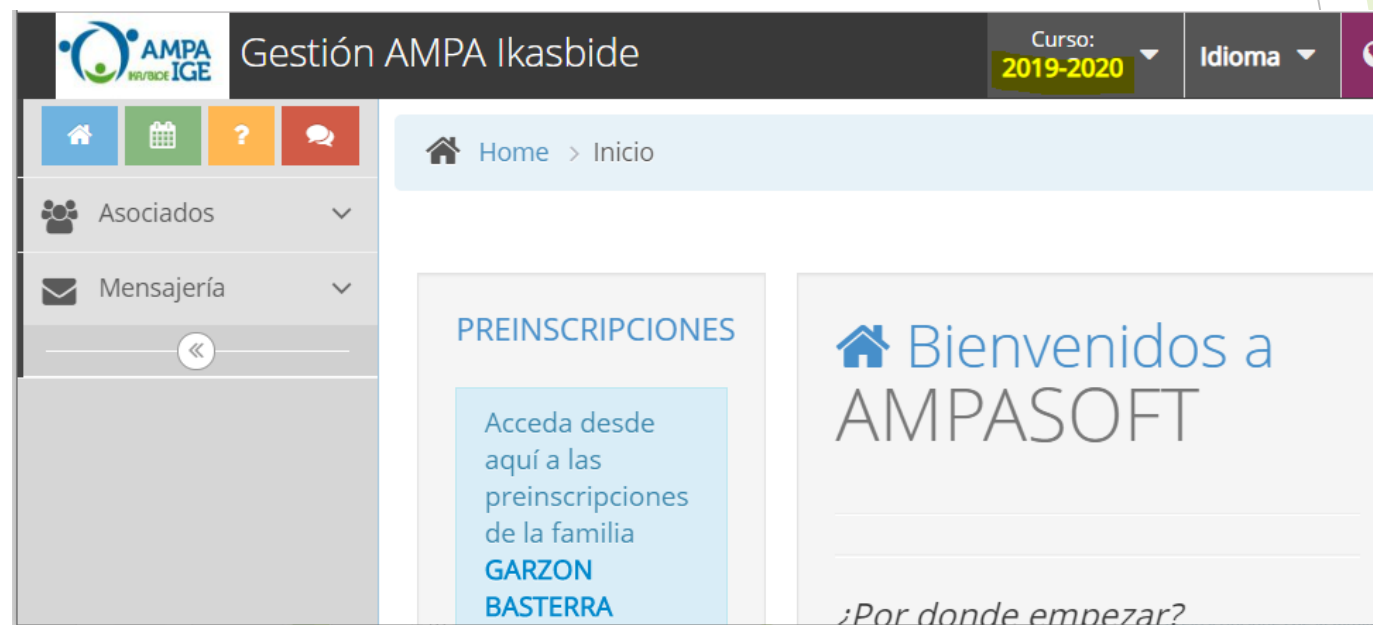 AMPA
IKASBIDE IGE
Gestión AMPA Ikasbide
Curso:
2019-2020
Idioma
?
Home > Inicio
Asociados
Mensajería
PREINSCRIPCIONES
Acceda desde
aquí a las
preinscripciones
de la familia
GARZON
BASTERRA
Bienvenidos a
AMPASOFT
¿Por donde empezar?